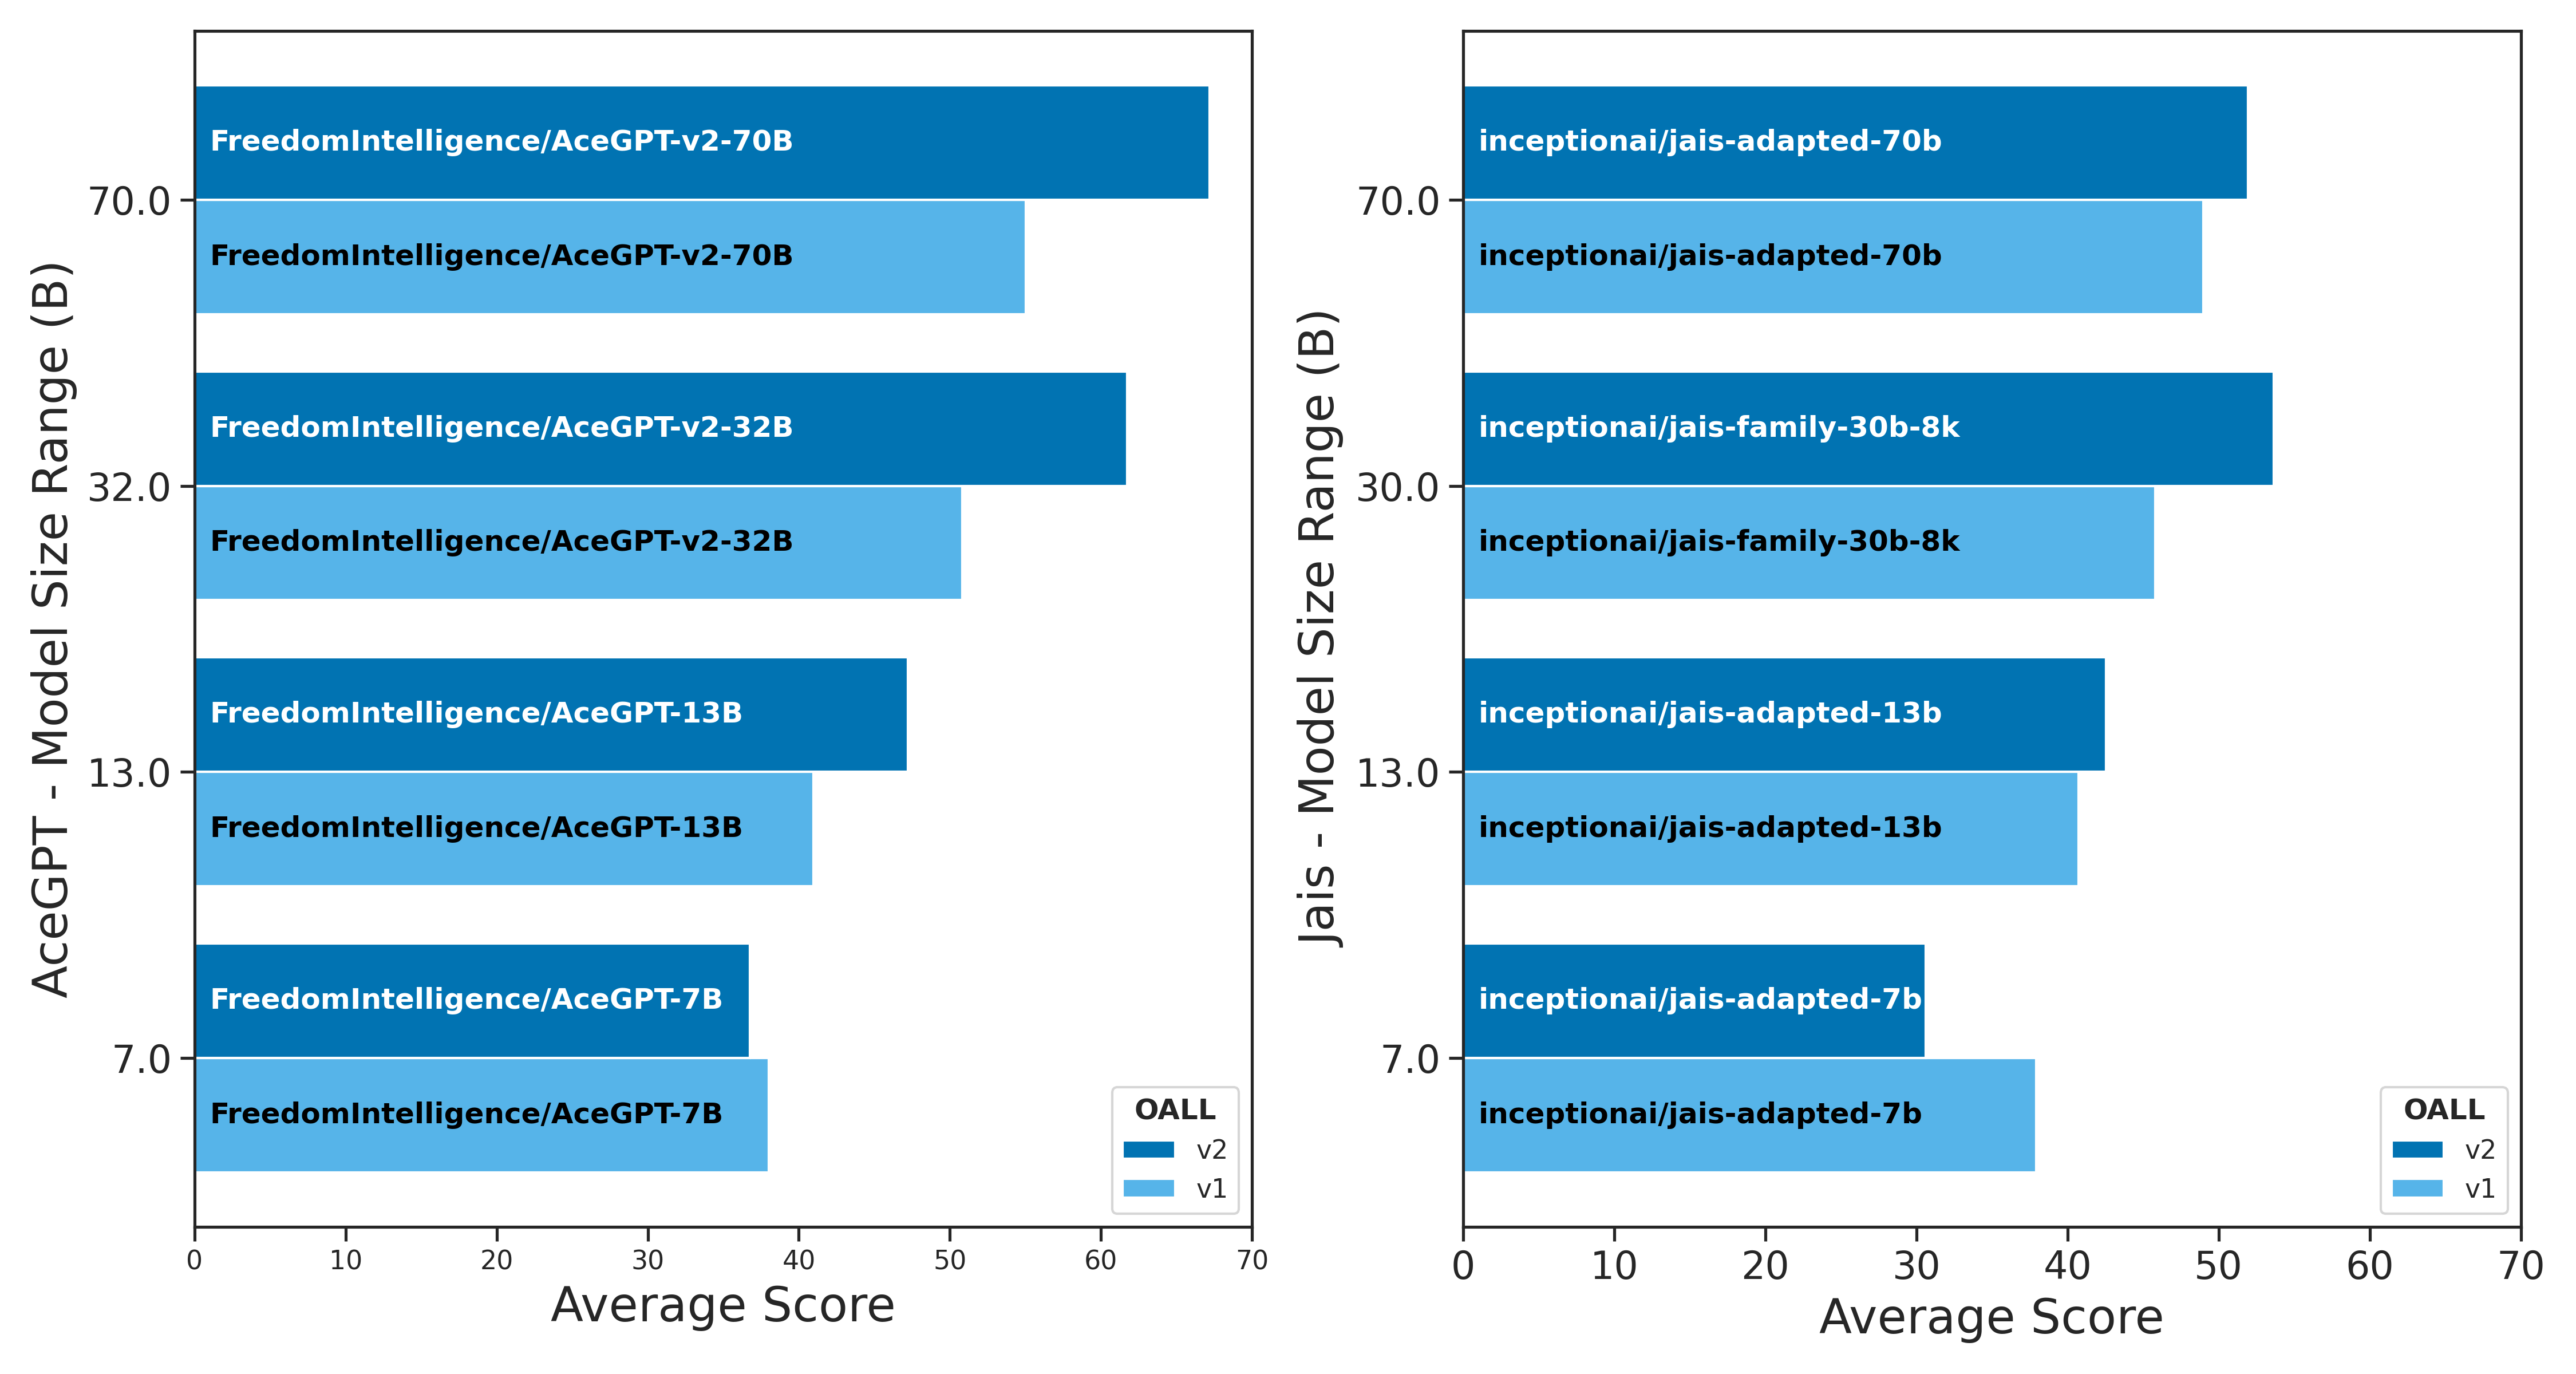 AceGPT - Model Size Range (B)
70.0
FreedomIntelligence/AceGPT-v2-70B
FreedomIntelligence/AceGPT-v2-70B
32.0
FreedomIntelligence/AceGPT-v2-32B
FreedomIntelligence/AceGPT-v2-32B
13.0
FreedomIntelligence/AceGPT-13B
FreedomIntelligence/AceGPT-13B
7.0
FreedomIntelligence/AceGPT-7B
FreedomIntelligence/AceGPT-7B
OALL
v2
v1
0 10 20 30 40 50 60 70
Average Score
Jais - Model Size Range (B)
70.0
inceptionai/jais-adapted-70b
inceptionai/jais-adapted-70b
30.0
inceptionai/jais-family-30b-8k
inceptionai/jais-family-30b-8k
13.0
inceptionai/jais-adapted-13b
inceptionai/jais-adapted-13b
7.0
inceptionai/jais-adapted-7b
inceptionai/jais-adapted-7b
OALL
v2
v1
0 10 20 30 40 50 60 70
Average Score